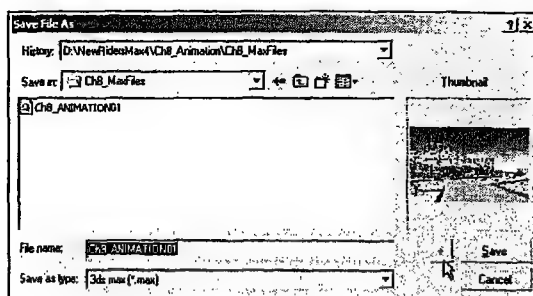 Save File As
History: D:\NewRidersMax4\Ch8_Animation\Ch8_MaxFiles
Save in: Ch8_MaxFiles
Thumbnail
Ch8_ANIMATION01
File name: Ch8_ANIMATION01
Save
Save as type: 3ds max (*.max)
Cancel